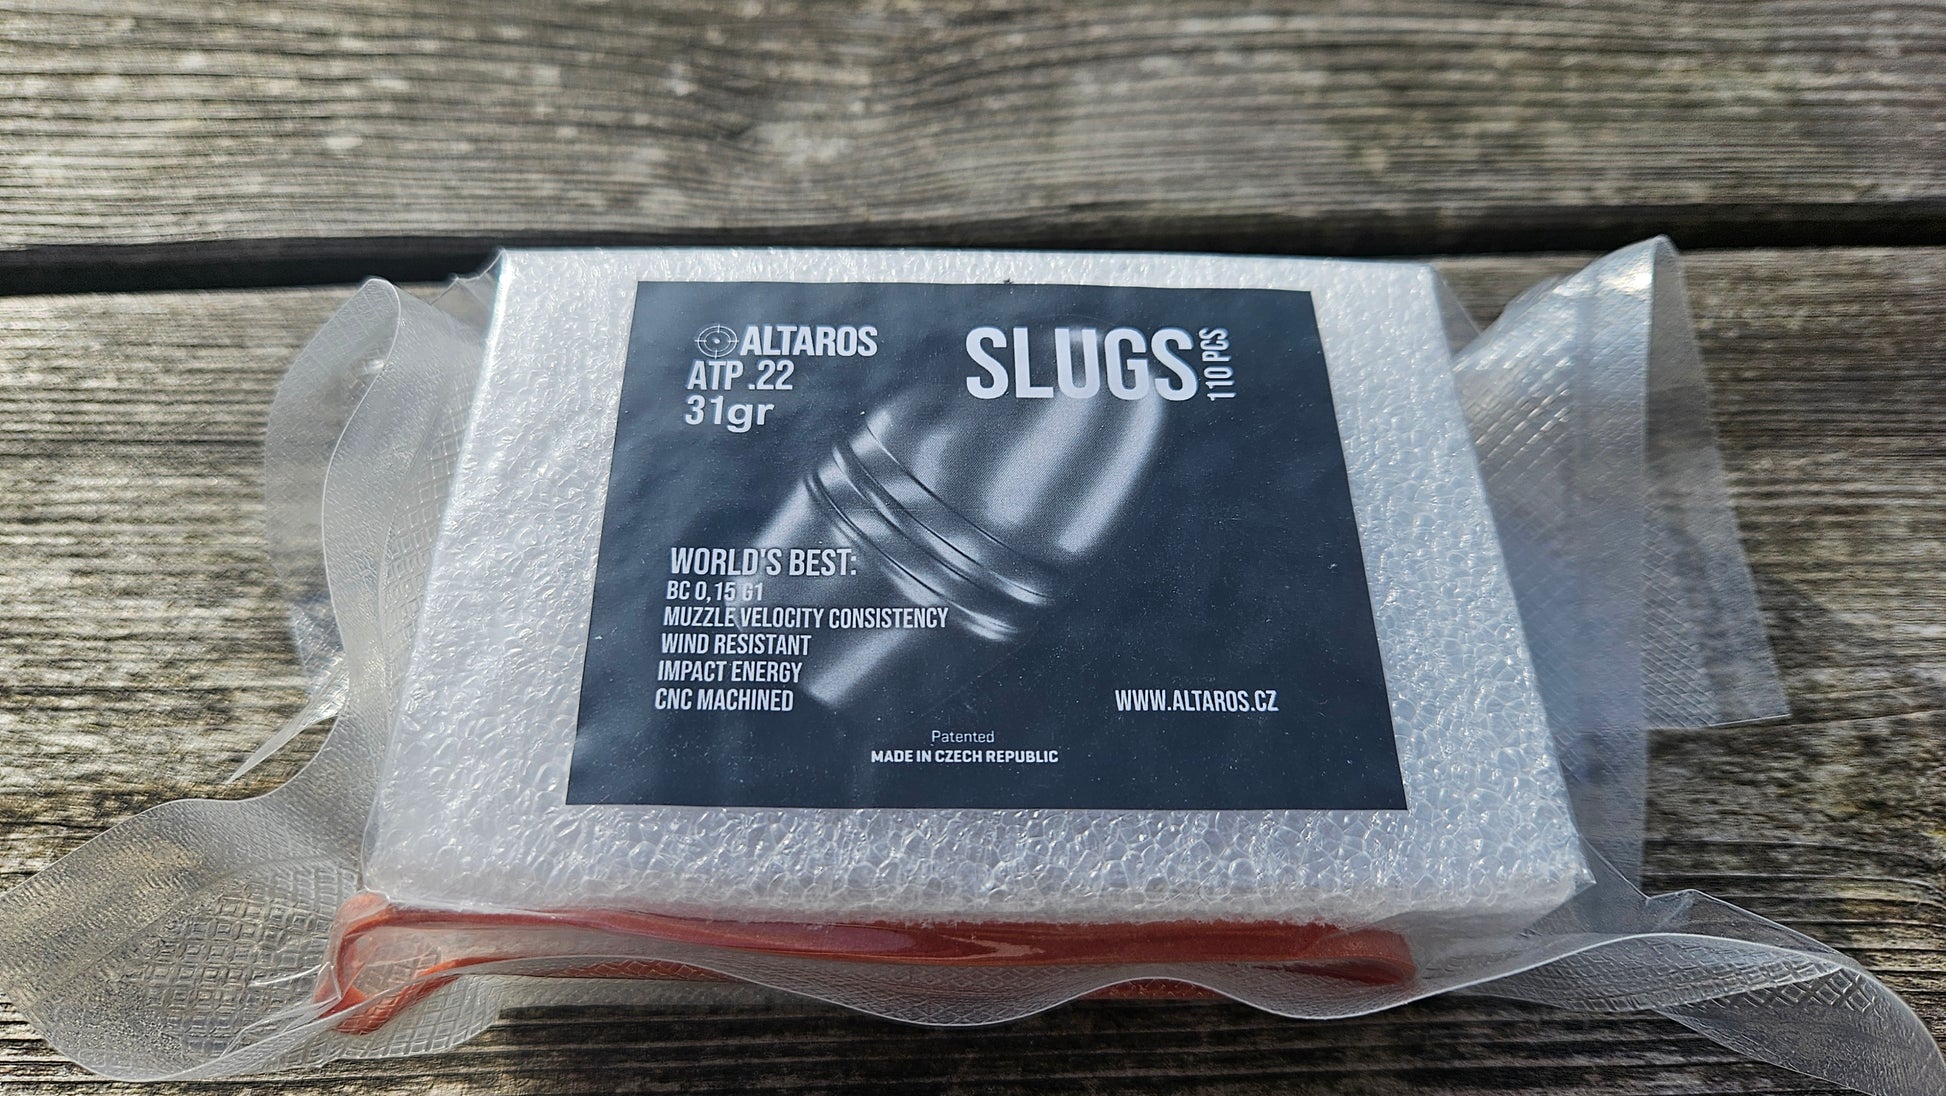 ALTAROS
ATP .22
31gr
SLUGS
110 PCS
WORLD'S BEST:
BC 0,15 G1
MUZZLE VELOCITY CONSISTENCY
WIND RESISTANT
IMPACT ENERGY
CNC MACHINED
WWW.ALTAROS.CZ
Patented
MADE IN CZECH REPUBLIC